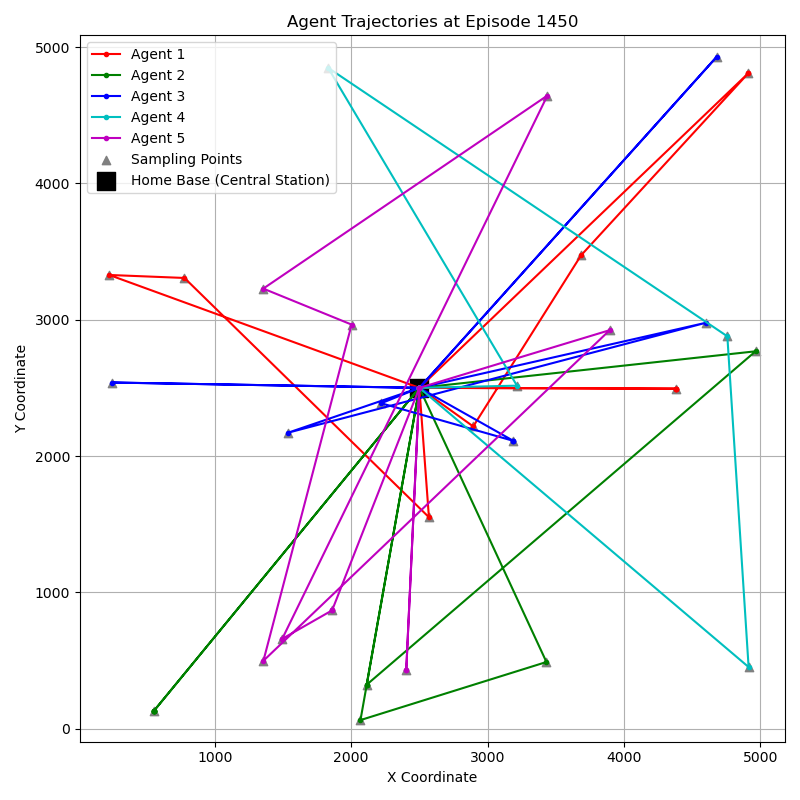 Agent Trajectories at Episode 1450
5000
4000
3000
2000
1000
0
Y Coordinate
Agent 1
Agent 2
Agent 3
Agent 4
Agent 5
Sampling Points
Home Base (Central Station)
1000 2000 3000 4000 5000
X Coordinate